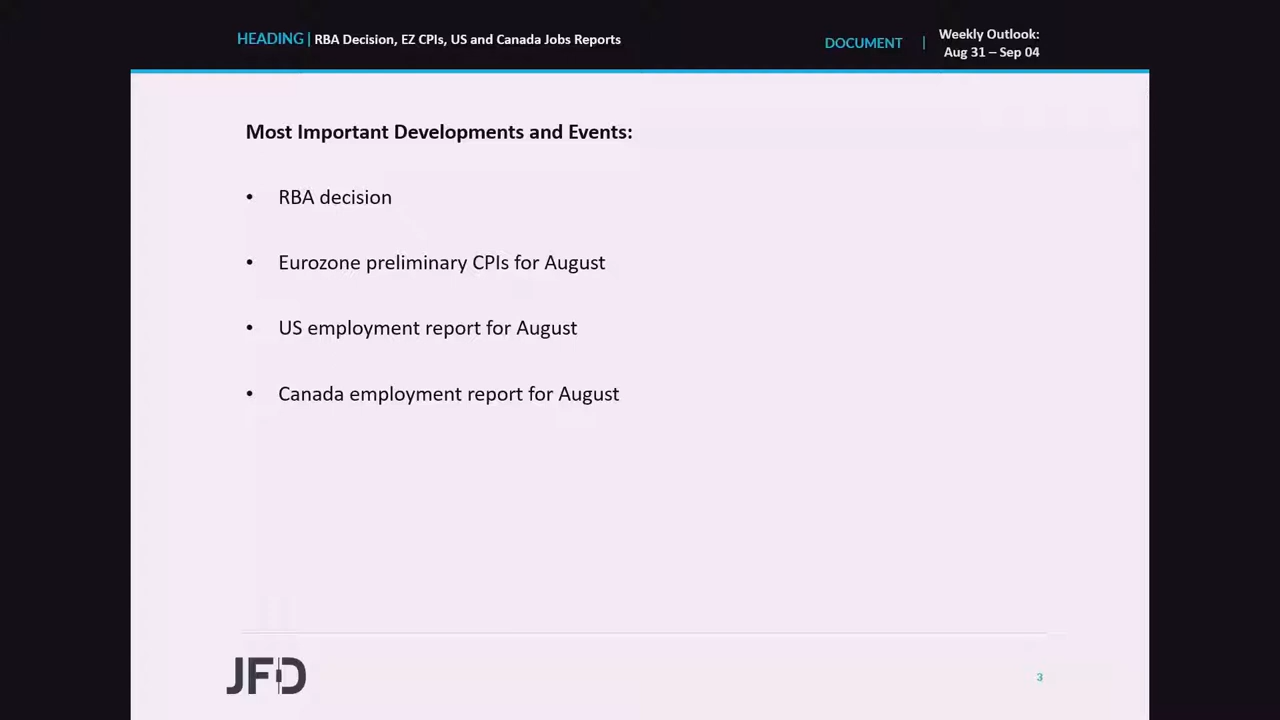 HEADING | RBA Decision, EZ CPIs, US and Canada Jobs Reports
DOCUMENT | Weekly Outlook:
Aug 31 – Sep 04
Most Important Developments and Events:
• RBA decision
• Eurozone preliminary CPIs for August
• US employment report for August
• Canada employment report for August
JFD
3